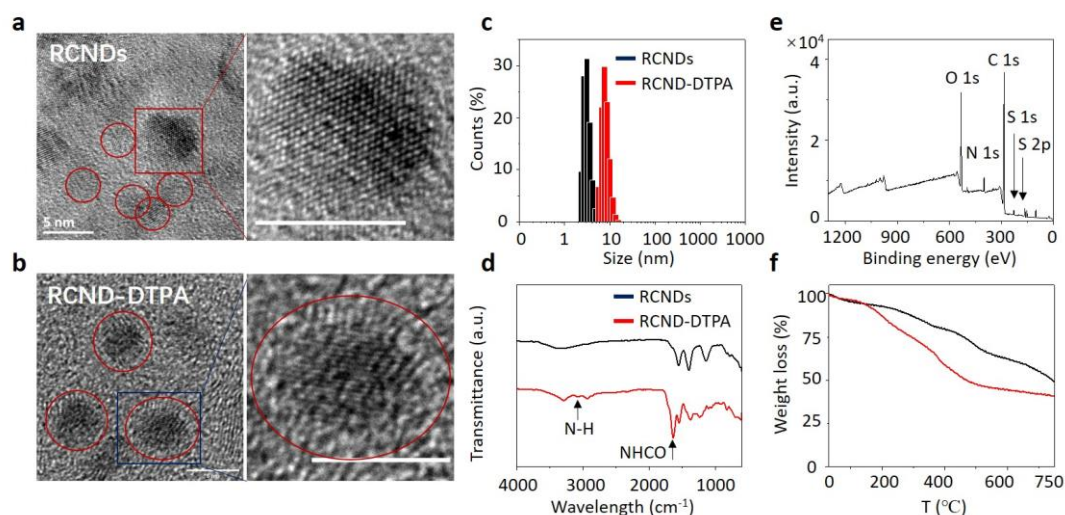 a
RCNDs
5 nm
b
RCND-DTPA
c
RCNDs
RCND-DTPA
Counts (%)
40
30
20
10
0
0
1
10
100
1000
1000
Size (nm)
d
RCNDs
RCND-DTPA
Transmittance (a.u.)
N-H
NHCO
4000
3000
2000
1000
Wavelength (cm⁻¹)
e
×10⁴
Intensity (a.u.)
4
2
0
O 1s
N 1s
C 1s
S 1s
S 2p
1200
900
600
300
0
Binding energy (eV)
f
Weight loss (%)
100
75
50
25
0
0
200
400
600
750
T (°C)